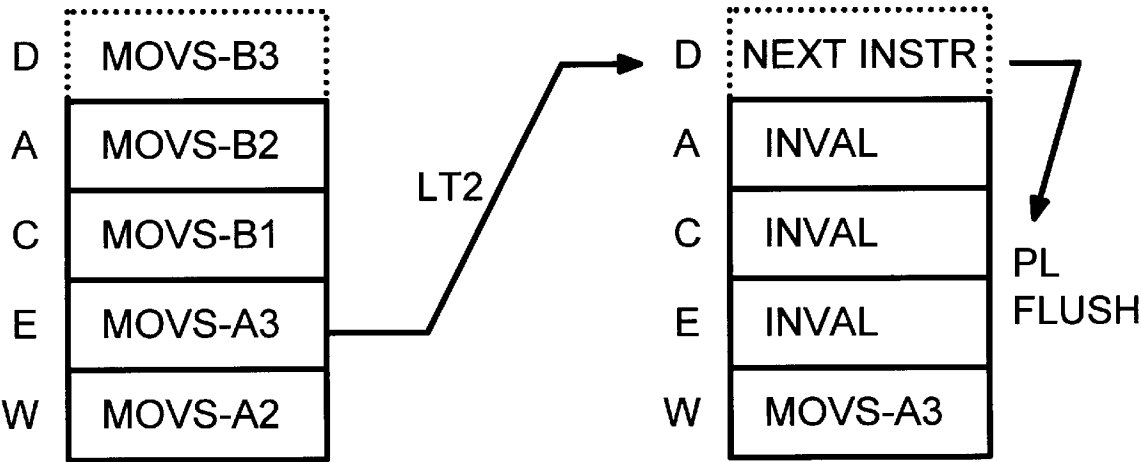 D MOVS-B3
A MOVS-B2
C MOVS-B1
E MOVS-A3
W MOVS-A2
LT2
D NEXT INSTR
A INVAL
C INVAL
E INVAL
W MOVS-A3
PL
FLUSH